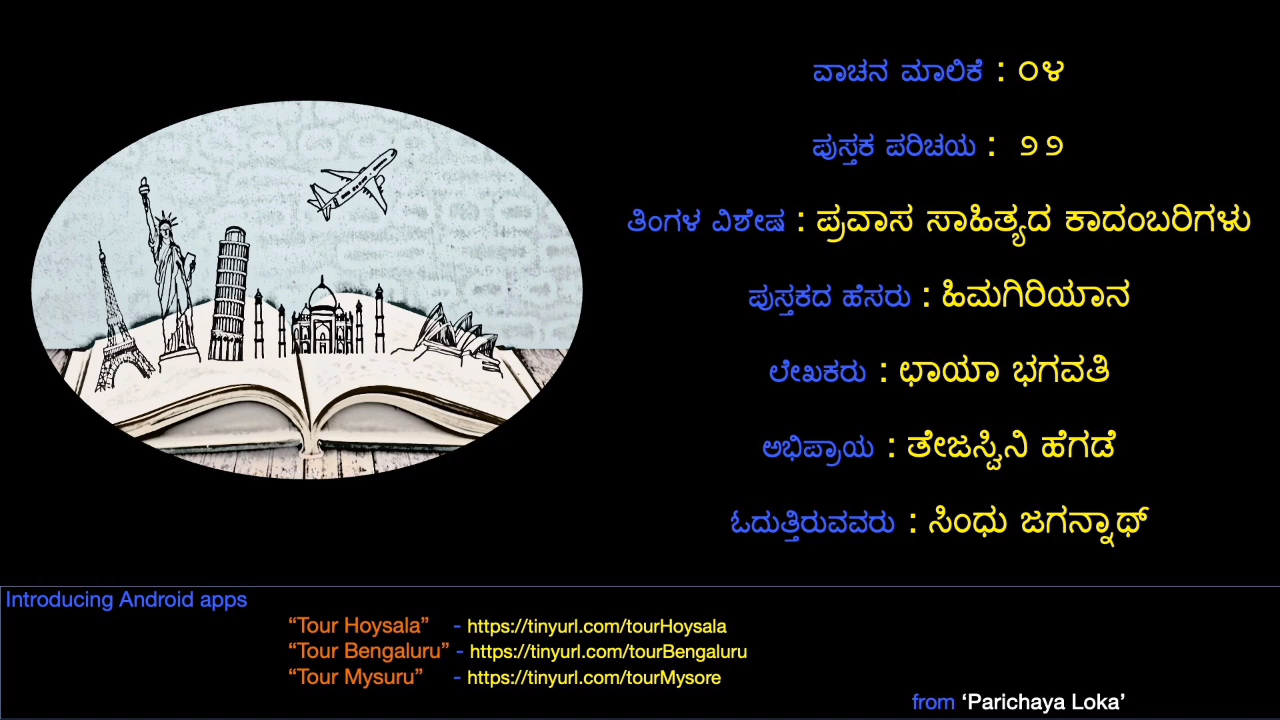 ವಾಚನ ಮಾಲಿಕೆ : ೦೪
ಪುಸ್ತಕ ಪರಿಚಯ : ೨೨
ತಿಂಗಳ ವಿಶೇಷ : ಪ್ರವಾಸ ಸಾಹಿತ್ಯದ ಕಾದಂಬರಿಗಳು
ಪುಸ್ತಕದ ಹೆಸರು : ಹಿಮಗಿರಿಯಾನ
ಲೇಖಕರು : ಛಾಯಾ ಭಗವತಿ
ಅಭಿಪ್ರಾಯ : ತೇಜಸ್ವಿನಿ ಹೆಗಡೆ
ಓದುತ್ತಿರುವವರು : ಸಿಂಧು ಜಗನ್ನಾಥ್
Introducing Android apps
“Tour Hoysala” - https://tinyurl.com/tourHoysala
“Tour Bengaluru” - https://tinyurl.com/tourBengaluru
“Tour Mysuru” - https://tinyurl.com/tourMysore
from ‘Parichaya Loka’